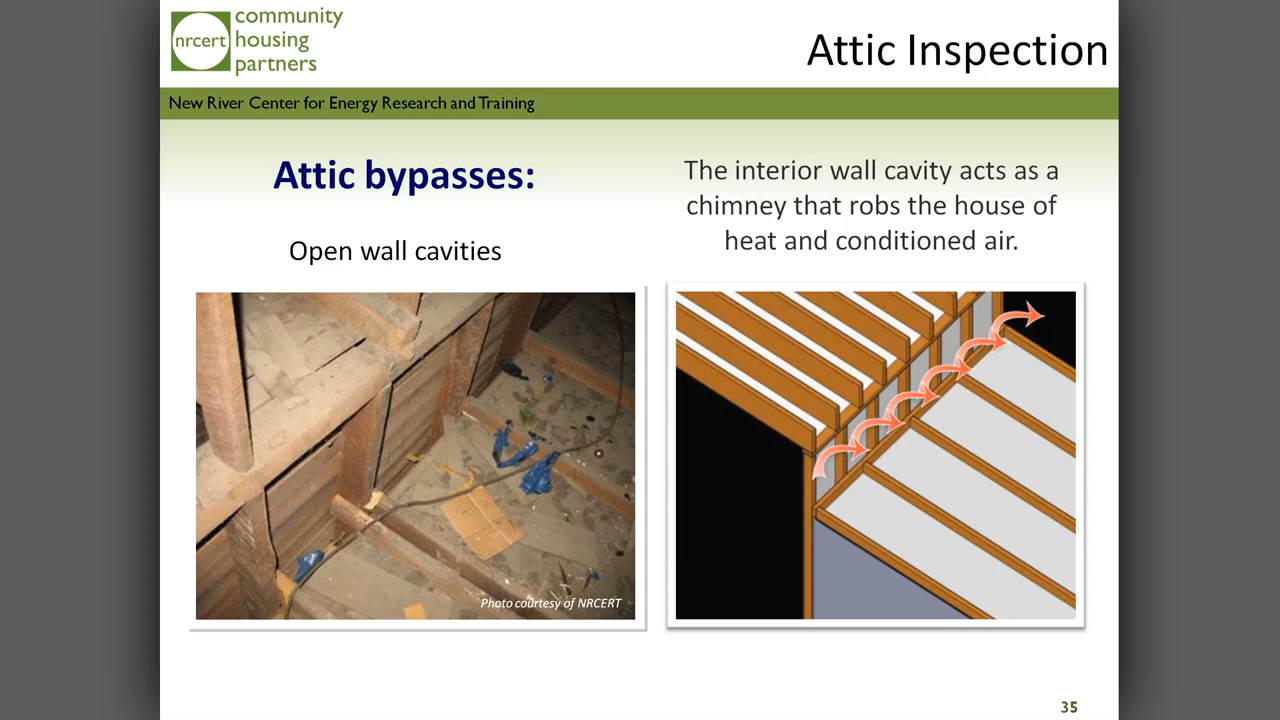 nrcert
community
housing
partners
Attic Inspection
New River Center for Energy Research and Training
Attic bypasses:
Open wall cavities
The interior wall cavity acts as a
chimney that robs the house of
heat and conditioned air.
Photo courtesy of NRCERT
35